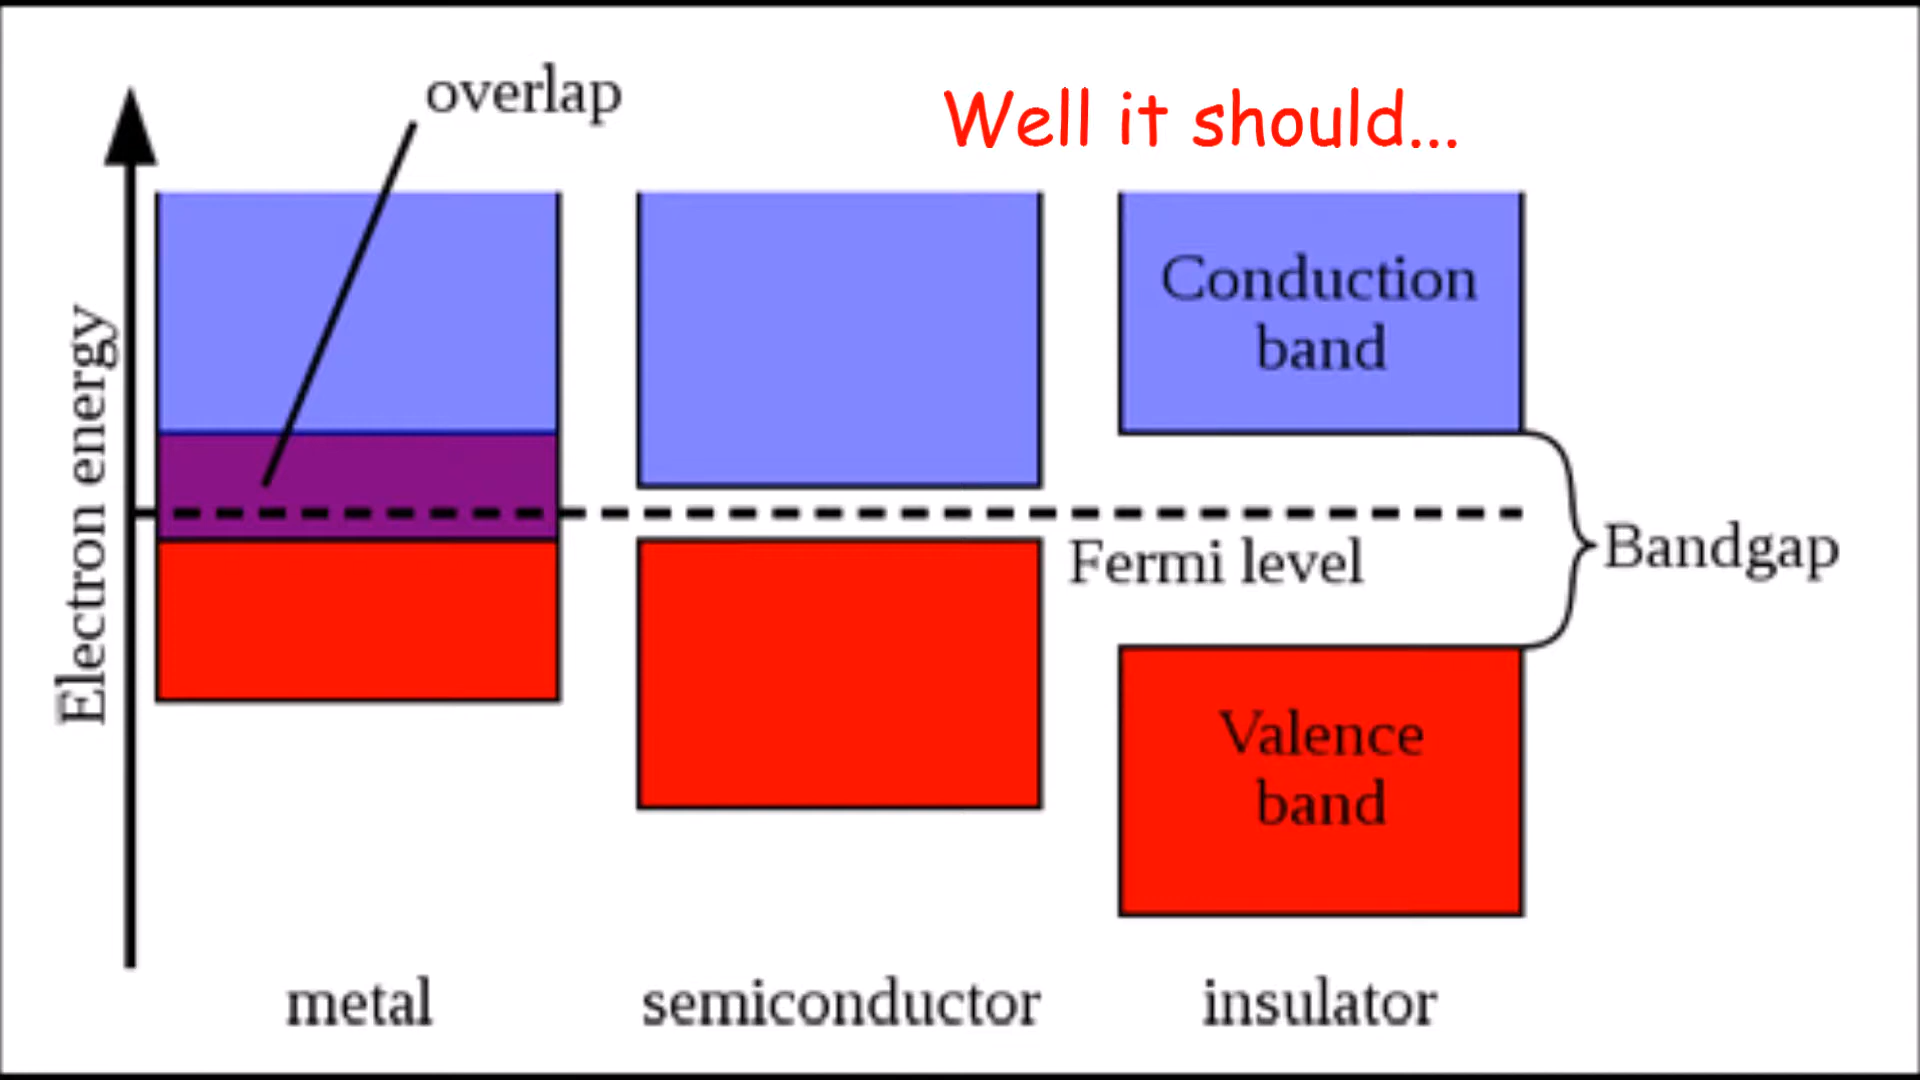 overlap
Well it should...
Electron energy
Conduction
band
Fermi level
Bandgap
Valence
band
metal
semiconductor
insulator